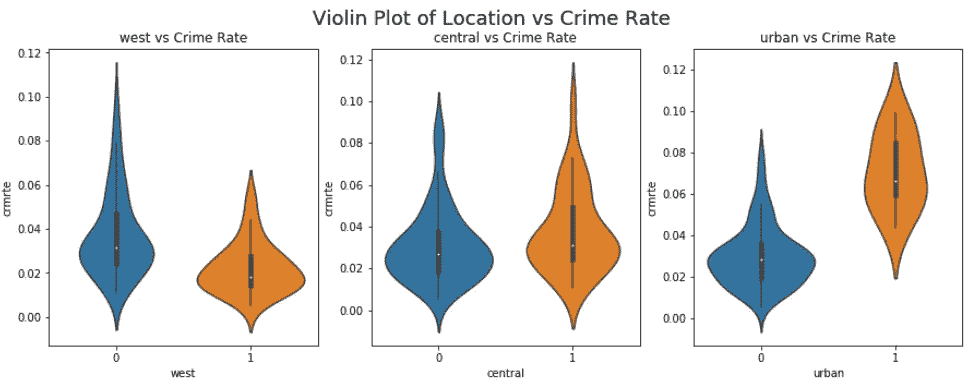 Violin Plot of Location vs Crime Rate
west vs Crime Rate
central vs Crime Rate
urban vs Crime Rate
0.12
0.10
0.08
0.06
0.04
0.02
0.00
crmrte
0 1
west
0.12
0.10
0.08
0.06
0.04
0.02
0.00
crmrte
0 1
central
0.12
0.10
0.08
0.06
0.04
0.02
0.00
crmrte
0 1
urban